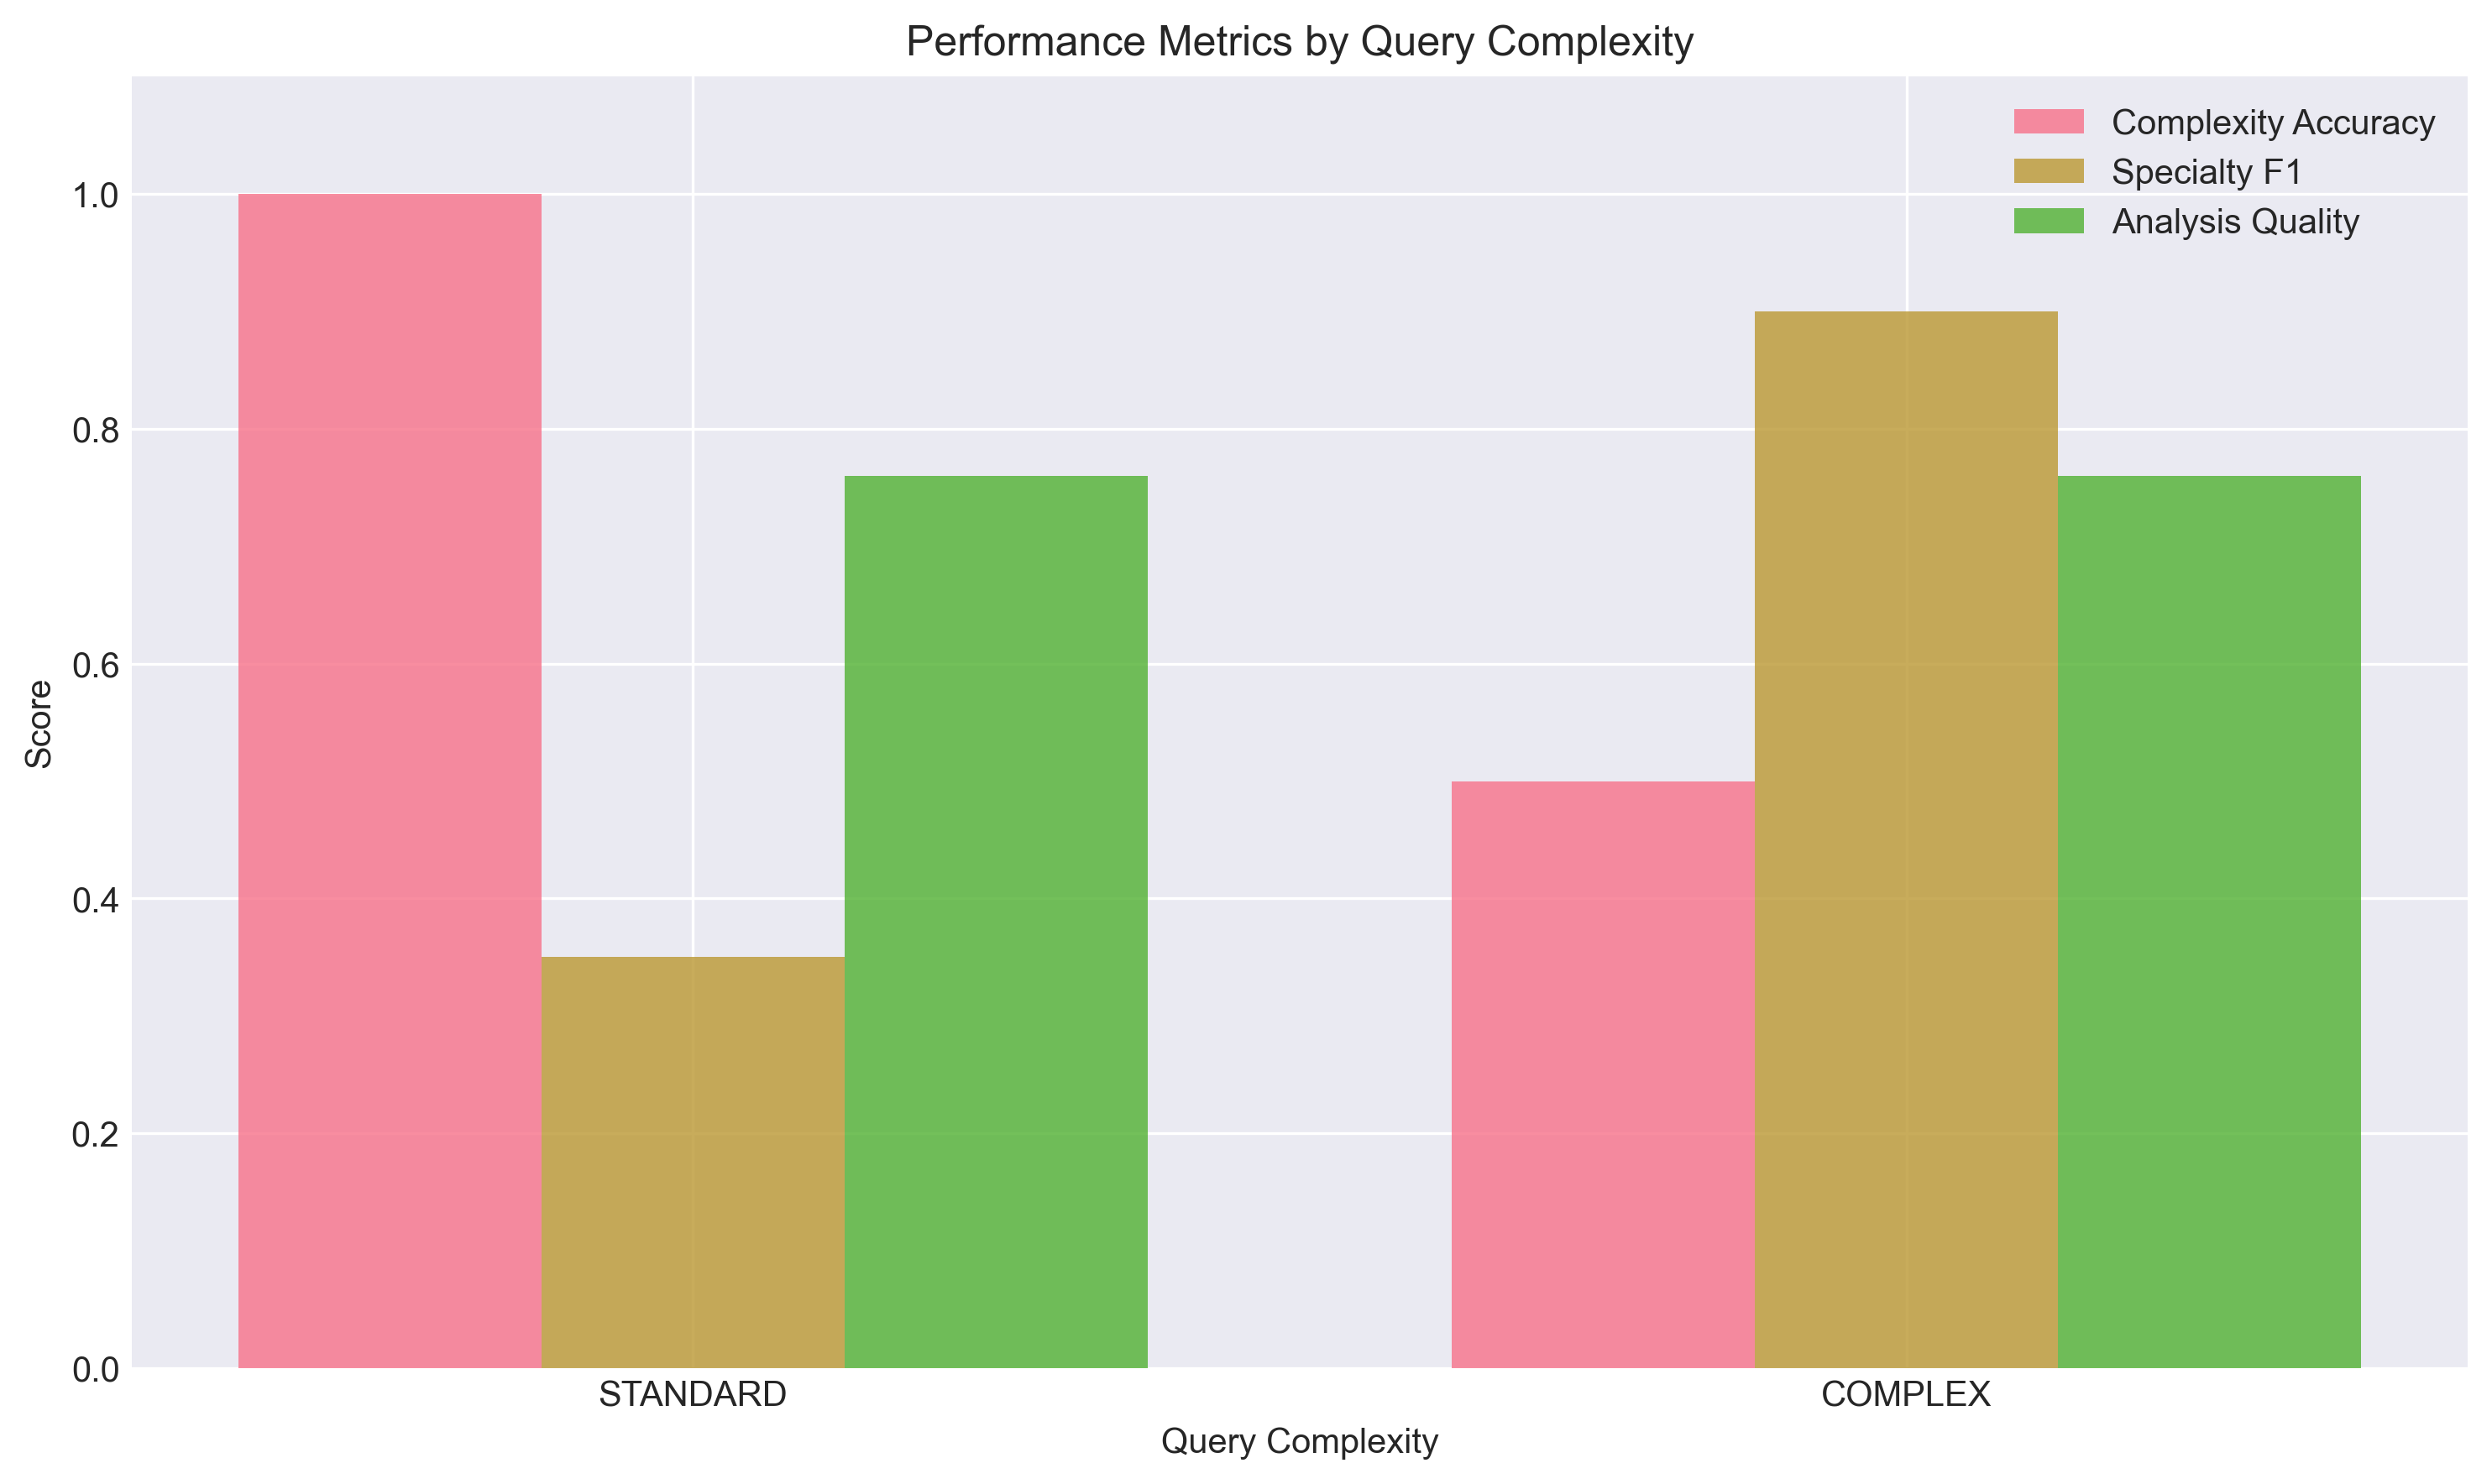 Performance Metrics by Query Complexity
Complexity Accuracy
Specialty F1
Analysis Quality
1.0
0.8
0.6
0.4
0.2
0.0
Score
STANDARD
COMPLEX
Query Complexity